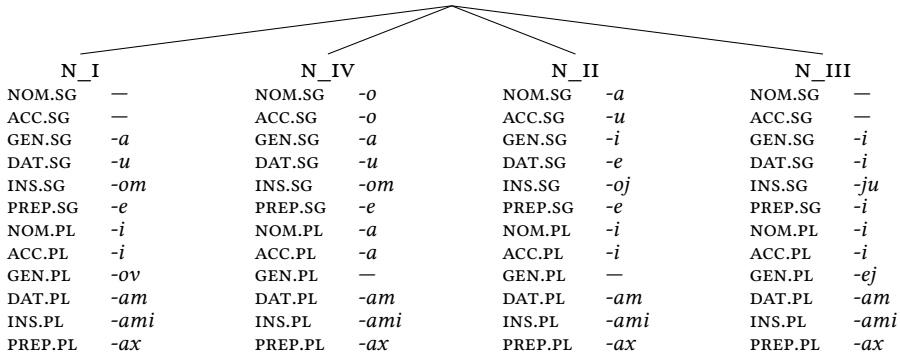 N_I N_IV N_II N_III
NOM.SG — NOM.SG -o NOM.SG -a NOM.SG —
ACC.SG — ACC.SG -o ACC.SG -u ACC.SG —
GEN.SG -a GEN.SG -a GEN.SG -i GEN.SG -i
DAT.SG -u DAT.SG -u DAT.SG -e DAT.SG -i
INS.SG -om INS.SG -om INS.SG -oj INS.SG -ju
PREP.SG -e PREP.SG -e PREP.SG -e PREP.SG -i
NOM.PL -i NOM.PL -a NOM.PL -i NOM.PL -i
ACC.PL -i ACC.PL -a ACC.PL -i ACC.PL -i
GEN.PL -ov GEN.PL — GEN.PL — GEN.PL -ej
DAT.PL -am DAT.PL -am DAT.PL -am DAT.PL -am
INS.PL -ami INS.PL -ami INS.PL -ami INS.PL -ami
PREP.PL -ax PREP.PL -ax PREP.PL -ax PREP.PL -ax